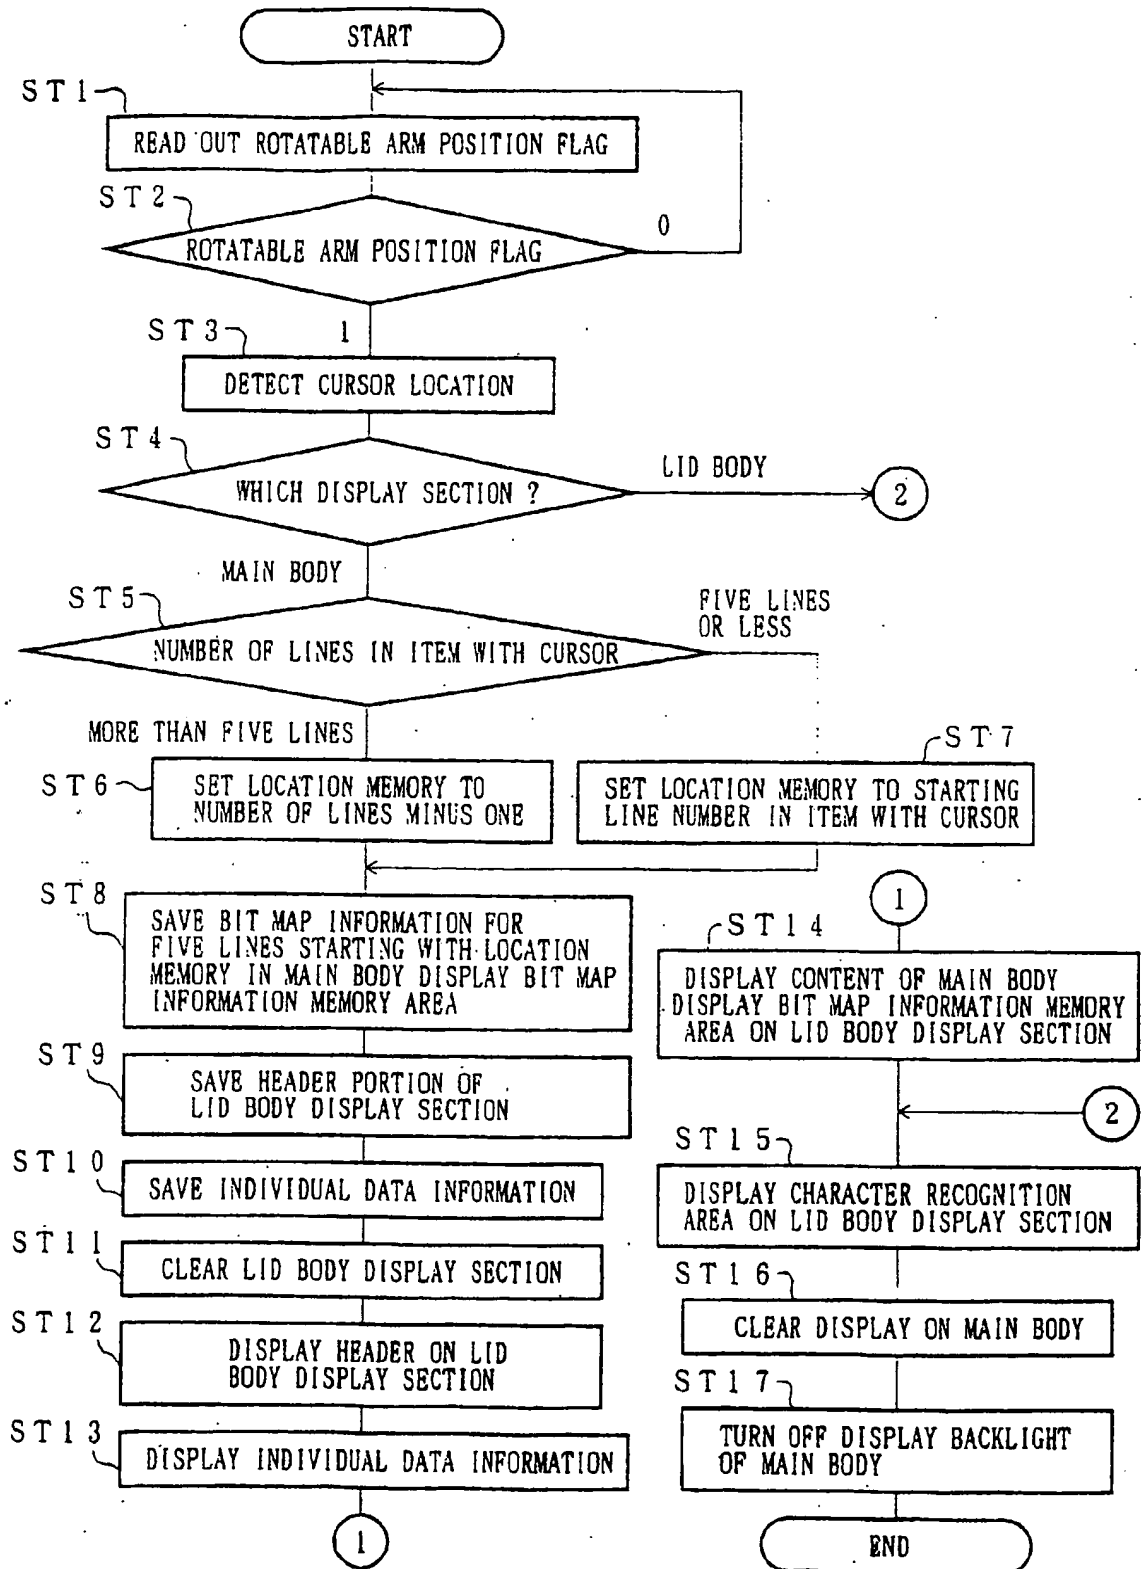 START
ST1
READ OUT ROTATABLE ARM POSITION FLAG
ST2
ROTATABLE ARM POSITION FLAG
0
1
ST3
DETECT CURSOR LOCATION
ST4
WHICH DISPLAY SECTION ?
LID BODY
2
MAIN BODY
ST5
NUMBER OF LINES IN ITEM WITH CURSOR
FIVE LINES
OR LESS
MORE THAN FIVE LINES
ST6
SET LOCATION MEMORY TO
NUMBER OF LINES MINUS ONE
ST7
SET LOCATION MEMORY TO STARTING
LINE NUMBER IN ITEM WITH CURSOR
ST8
SAVE BIT MAP INFORMATION FOR
FIVE LINES STARTING WITH LOCATION
MEMORY IN MAIN BODY DISPLAY BIT MAP
INFORMATION MEMORY AREA
ST9
SAVE HEADER PORTION OF
LID BODY DISPLAY SECTION
ST10
SAVE INDIVIDUAL DATA INFORMATION
ST11
CLEAR LID BODY DISPLAY SECTION
ST12
DISPLAY HEADER ON LID
BODY DISPLAY SECTION
ST13
DISPLAY INDIVIDUAL DATA INFORMATION
1
1
ST14
DISPLAY CONTENT OF MAIN BODY
DISPLAY BIT MAP INFORMATION MEMORY
AREA ON LID BODY DISPLAY SECTION
2
ST15
DISPLAY CHARACTER RECOGNITION
AREA ON LID BODY DISPLAY SECTION
ST16
CLEAR DISPLAY ON MAIN BODY
ST17
TURN OFF DISPLAY BACKLIGHT
OF MAIN BODY
END